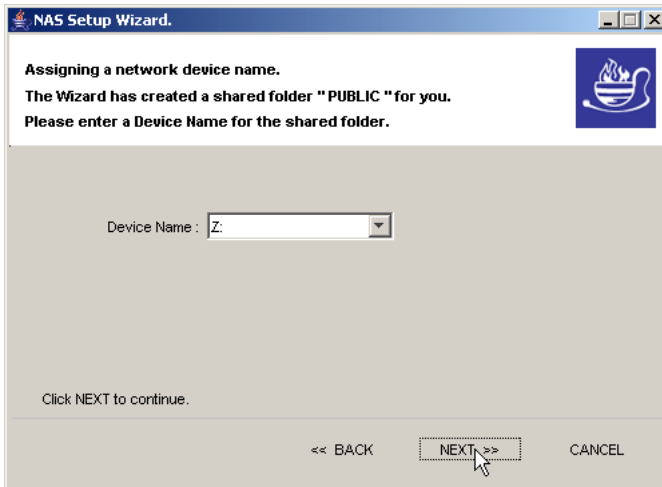 NAS Setup Wizard.
Assigning a network device name.
The Wizard has created a shared folder "PUBLIC "for you.
Please enter a Device Name for the shared folder.
Device Name : Z:
Click NEXT to continue.
<< BACK NEXT >> CANCEL